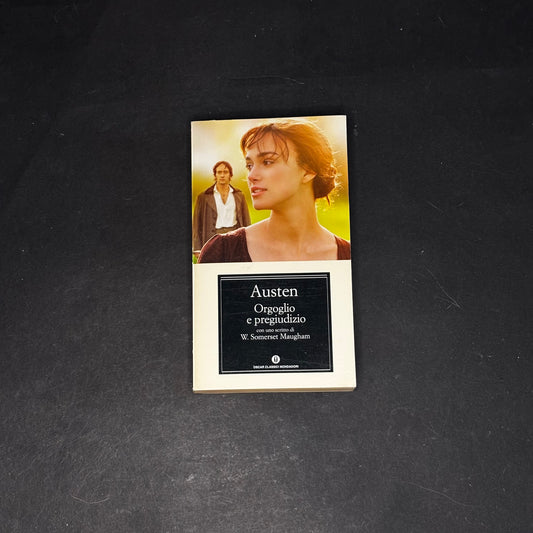 Austen
Orgoglio
e pregiudizio
con uno scritto di
W. Somerset Maugham
OSCAR CLASSICI MONDADORI